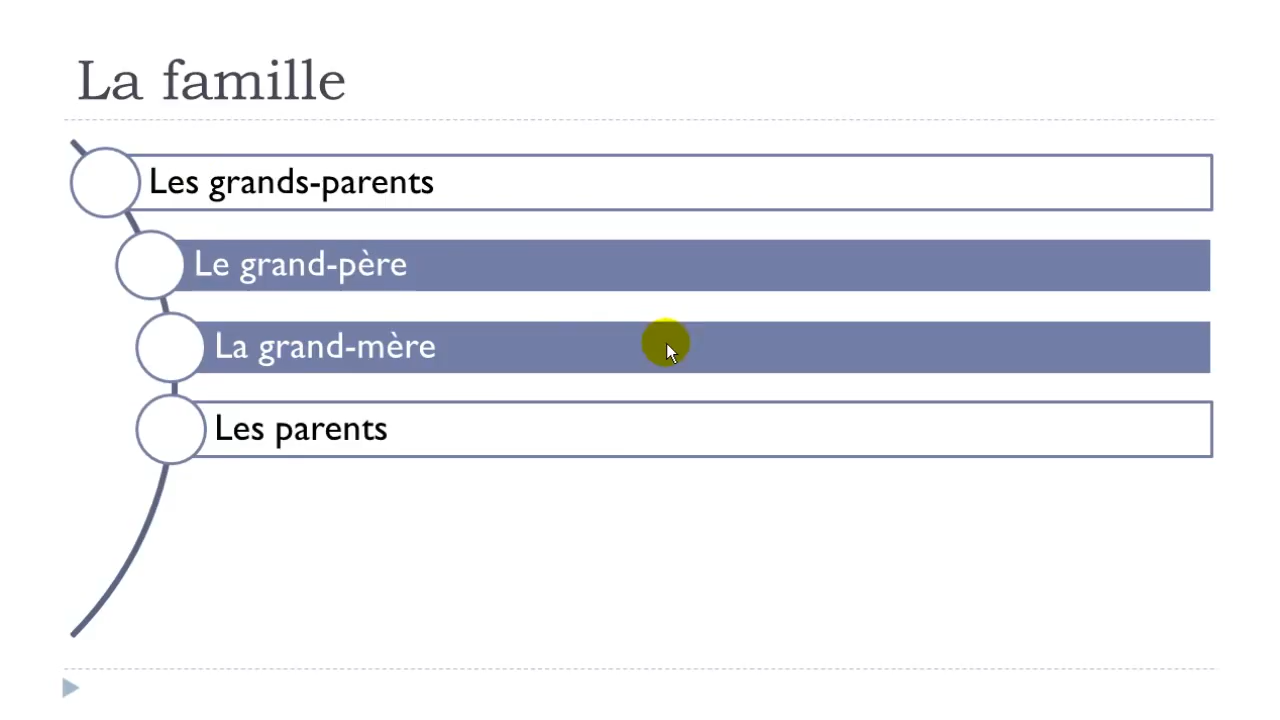 La famille
Les grands-parents
Le grand-père
La grand-mère
Les parents